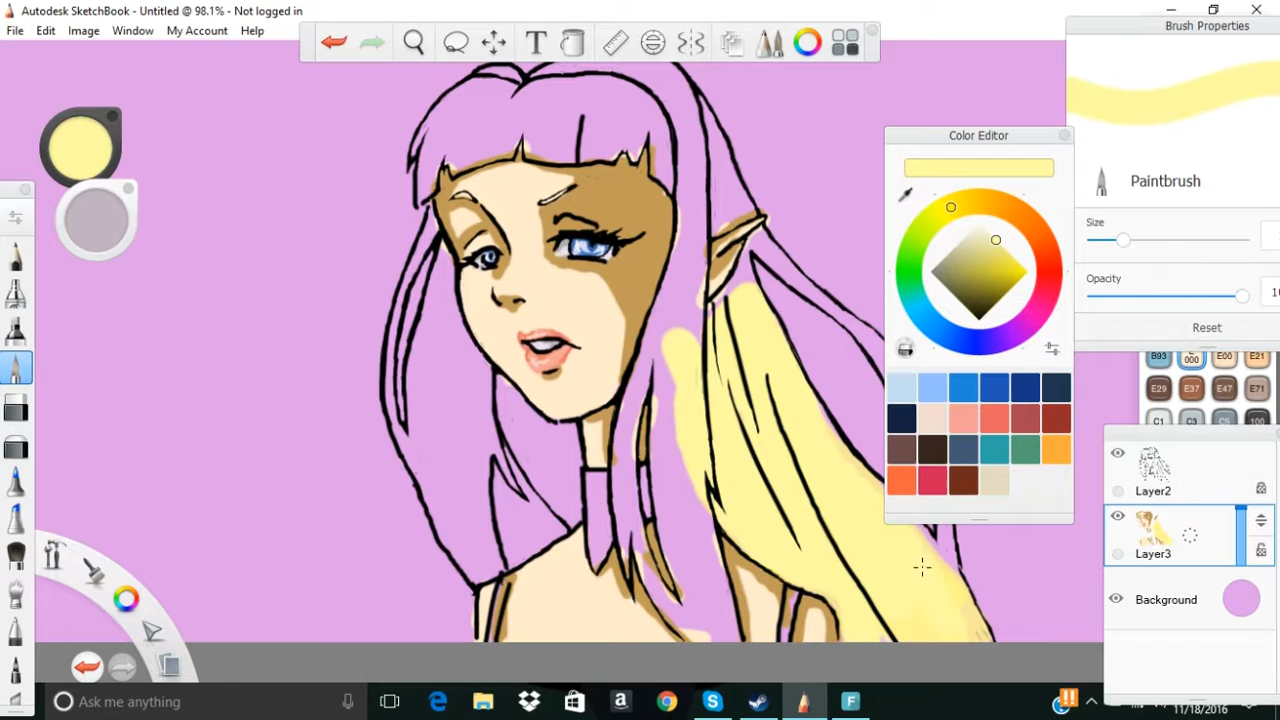 Autodesk SketchBook - Untitled @ 98.1% - Not logged in
File Edit Image Window My Account Help
T
Brush Properties
Paintbrush
Size
Opacity
Reset
Color Editor
B93 E000 E00 E21
E29 E37 E47 E71
C1 C3 C5 100
Layer2
Layer3
Background
Ask me anything
11/18/2016